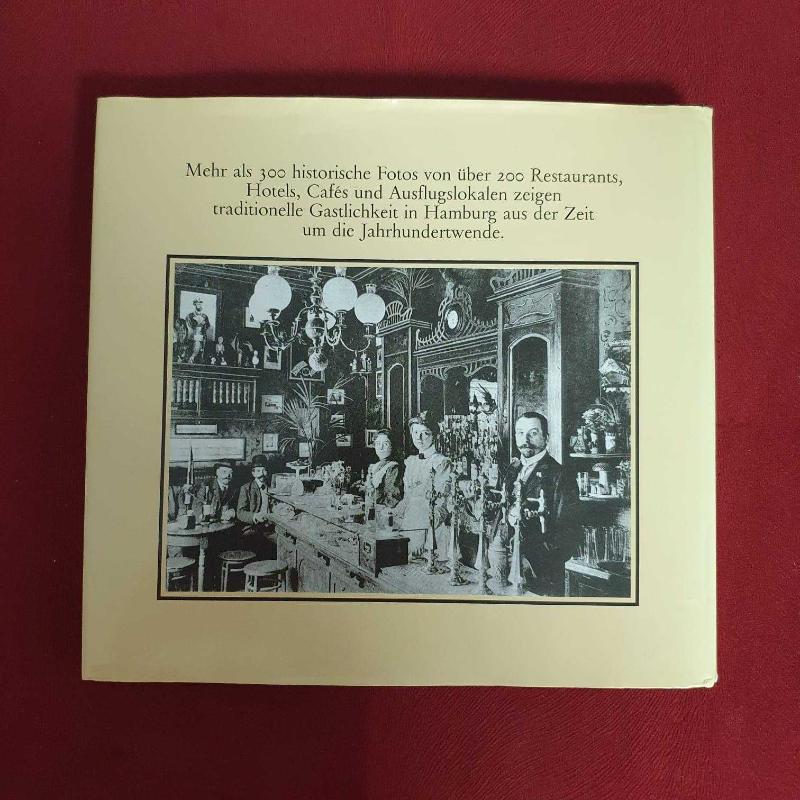 Mehr als 300 historische Fotos von über 200 Restaurants,
Hotels, Cafés und Ausflugslokalen zeigen
traditionelle Gastlichkeit in Hamburg aus der Zeit
um die Jahrhundertwende.